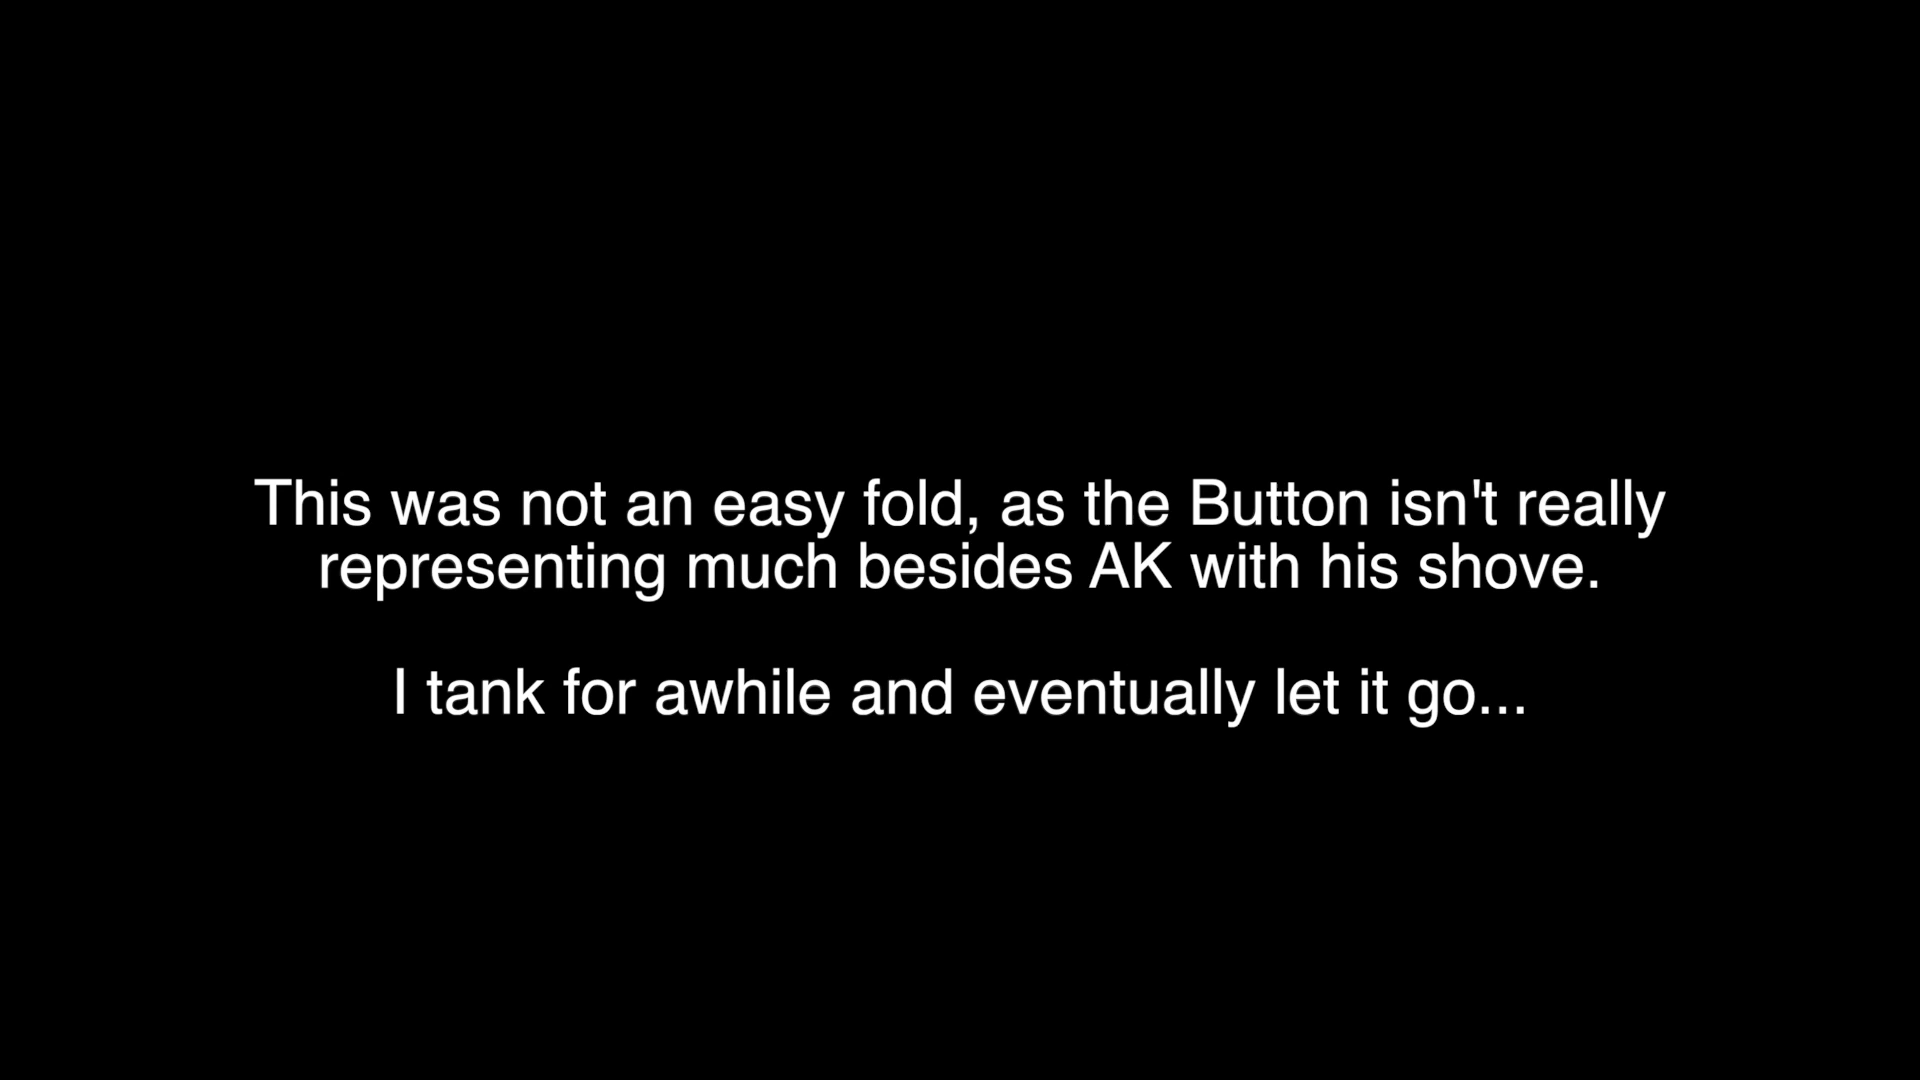 This was not an easy fold, as the Button isn't really
representing much besides AK with his shove.
I tank for awhile and eventually let it go...